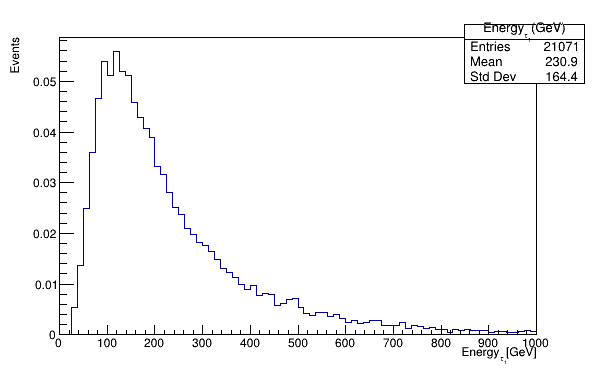 Energy_τ₁(GeV)
Entries 21071
Mean 230.9
Std Dev 164.4
Events
0.05
0.04
0.03
0.02
0.01
0
0 100 200 300 400 500 600 700 800 900 1000
Energy_τ₁[GeV]